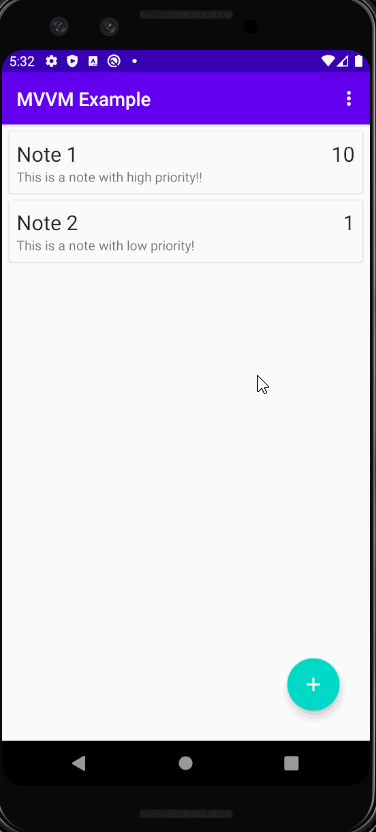 5:32
MVVM Example
Note 1 10
This is a note with high priority!!
Note 2 1
This is a note with low priority!
+